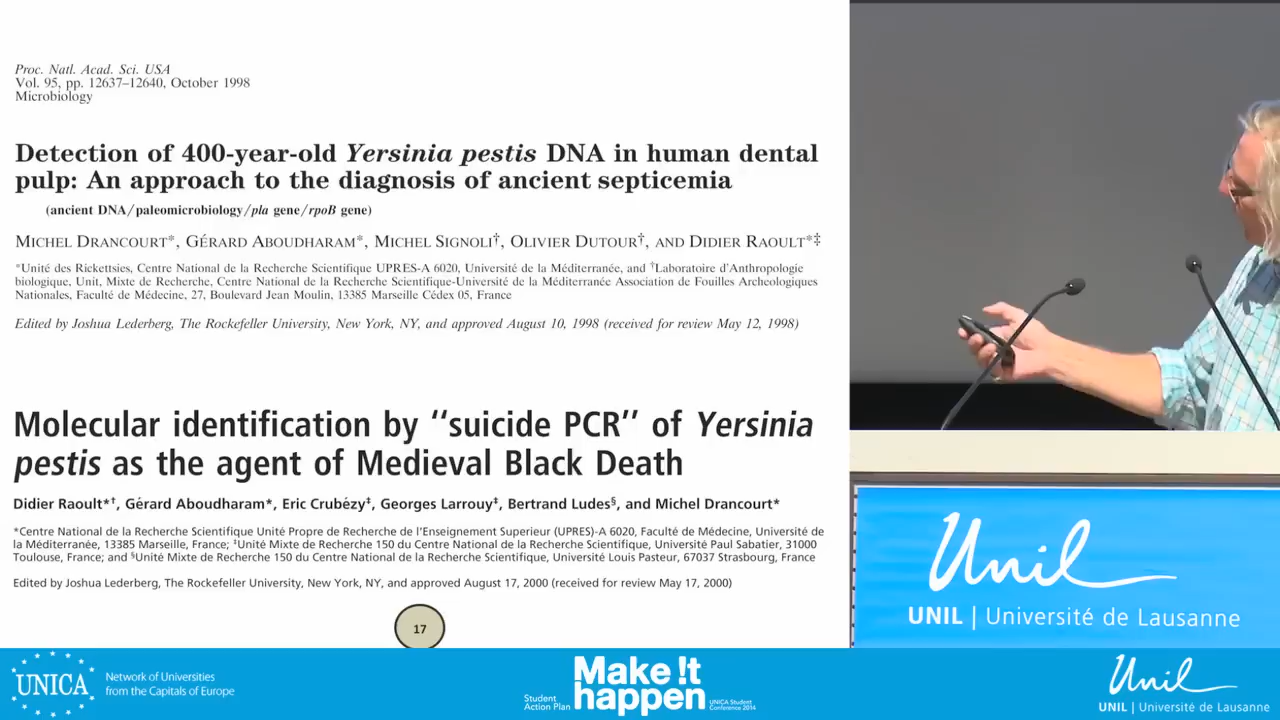 Proc. Natl. Acad. Sci. USA
Vol. 95, pp. 12637–12640, October 1998
Microbiology
Detection of 400-year-old Yersinia pestis DNA in human dental
pulp: An approach to the diagnosis of ancient septicemia
(ancient DNA/paleomicrobiology/pla gene/rpoB gene)
MICHEL DRANCOURT*, GÉRARD ABOUDHARAM*, MICHEL SIGNOLI†, OLIVIER DUTOUR†, AND DIDIER RAOULT*‡
*Unité des Rickettsies, Centre National de la Recherche Scientifique UPRES-A 6020, Université de la Méditerranée, and †Laboratoire d'Anthropologie
biologique, Unit, Mixte de Recherche, Centre National de la Recherche Scientifique-Université de la Méditerranée Association de Fouilles Archeologiques
Nationales, Faculté de Médecine, 27, Boulevard Jean Moulin, 13385 Marseille Cédex 05, France
Edited by Joshua Lederberg, The Rockefeller University, New York, NY, and approved August 10, 1998 (received for review May 12, 1998)
Molecular identification by "suicide PCR" of Yersinia
pestis as the agent of Medieval Black Death
Didier Raoult*†, Gérard Aboudharam*, Eric Crubézy‡, Georges Larrouy‡, Bertrand Ludes§, and Michel Drancourt*
*Centre National de la Recherche Scientifique Unité Propre de Recherche de l'Enseignement Superieur (UPRES)-A 6020, Faculté de Médecine, Université de
la Méditerranée, 13385 Marseille, France; ‡Unité Mixte de Recherche 150 du Centre National de la Recherche Scientifique, Université Paul Sabatier, 31000
Toulouse, France; and §Unité Mixte de Recherche 150 du Centre National de la Recherche Scientifique, Université Louis Pasteur, 67037 Strasbourg, France
Edited by Joshua Lederberg, The Rockefeller University, New York, NY, and approved August 17, 2000 (received for review May 17, 2000)
17
Unil
UNIL | Université de Lausanne
UNICA
Network of Universities
from the Capitals of Europe
Student
Action Plan
Make !t
happen
UNICA Student
Conference 2014
Unil
UNIL | Université de Lausanne